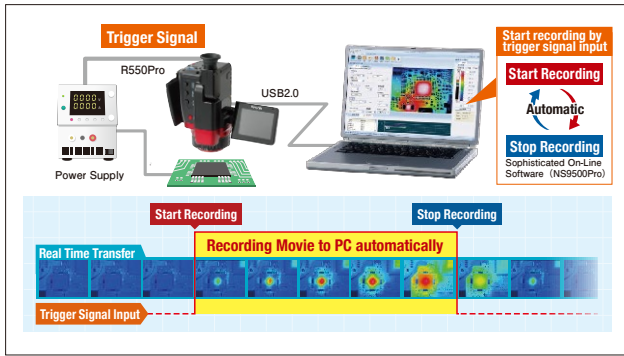 Trigger Signal
R550Pro
USB2.0
Power Supply
Start recording by
trigger signal input
Start Recording
Automatic
Stop Recording
Sophisticated On-Line
Software (NS9500Pro)
Start Recording
Stop Recording
Recording Movie to PC automatically
Real Time Transfer
Trigger Signal Input